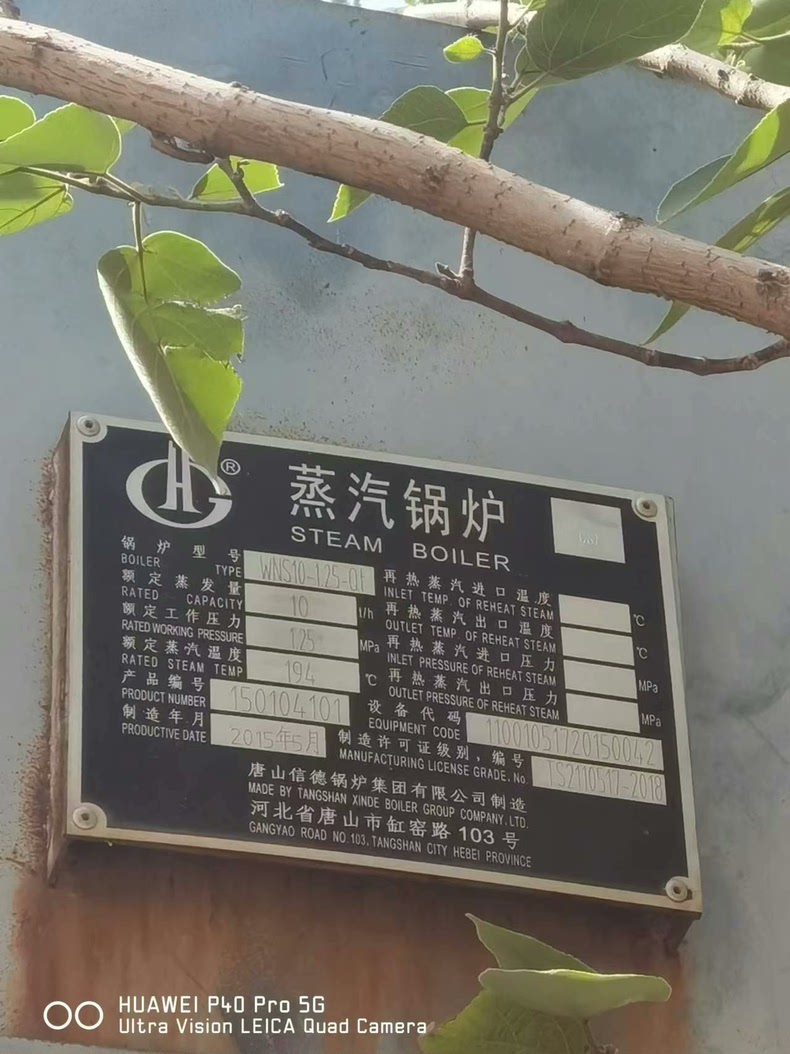 HG®
蒸汽锅炉
STEAM BOILER
锅炉型号
BOILER TYPE
WNS10-1.25-Q.Y
额定蒸发量
RATED CAPACITY
10
t/h
额定工作压力
RATED WORKING PRESSURE
1.25
MPa
额定蒸汽温度
RATED STEAM TEMP
194
℃
产品编号
PRODUCT NUMBER
150104101
制造年月
PRODUCTIVE DATE
2015年5月
再热蒸汽进口温度
INLET TEMP. OF REHEAT STEAM
℃
再热蒸汽出口温度
OUTLET TEMP. OF REHEAT STEAM
℃
再热蒸汽进口压力
INLET PRESSURE OF REHEAT STEAM
MPa
再热蒸汽出口压力
OUTLET PRESSURE OF REHEAT STEAM
MPa
设备代码
EQUIPMENT CODE
11001051720150042
制造许可证级别，编号
MANUFACTURING LICENSE GRADE. No.
TS2110517-2018
唐山信德锅炉集团有限公司制造
MADE BY TANGSHAN XINDE BOILER GROUP COMPANY. LTD.
河北省唐山市缸窑路 103 号
GANGYAO ROAD NO.103. TANGSHAN CITY HEBEI PROVINCE
HUAWEI P40 Pro 5G
Ultra Vision LEICA Quad Camera